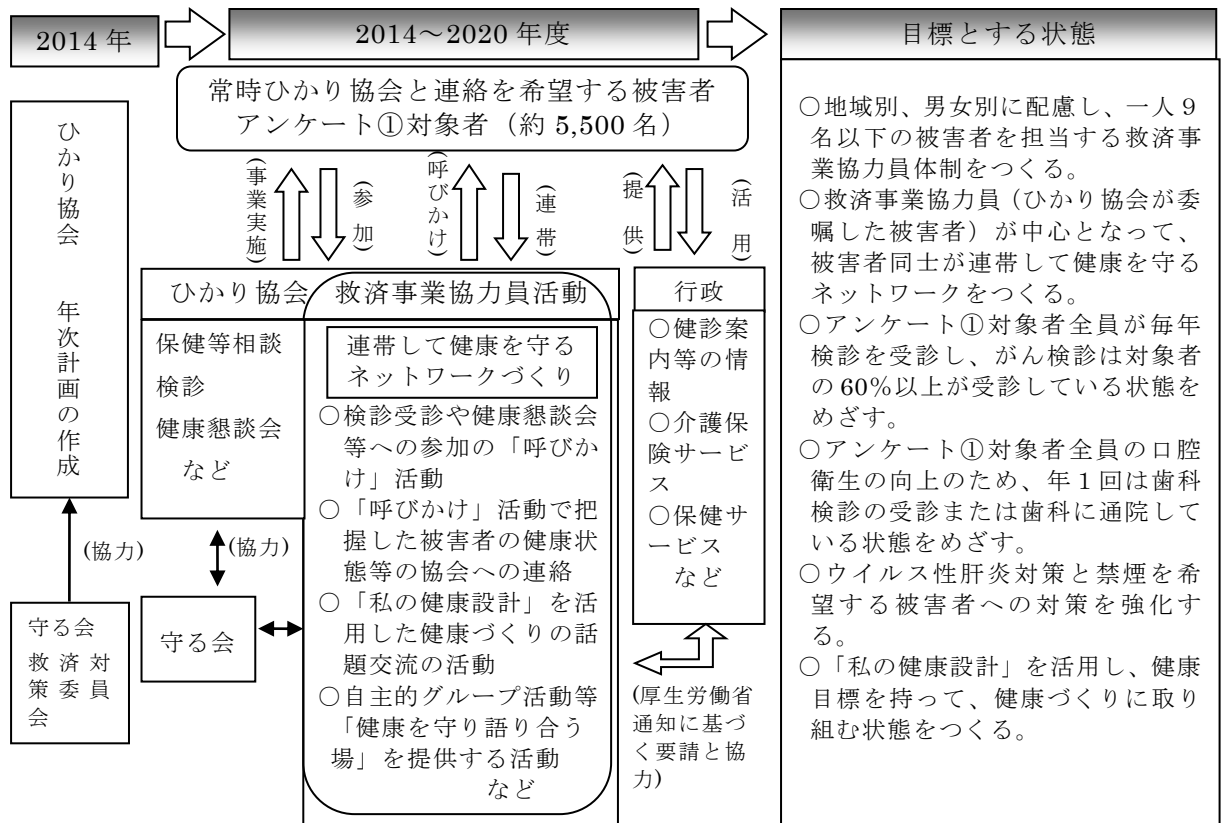 2014 年
2014～2020 年度
目標とする状態
常時ひかり協会と連絡を希望する被害者
アンケート①対象者（約 5,500 名）
ひかり協会 年次計画の作成
(協力)
守る会
救済対
策委員
会
(事業実施)
(参加)
(呼びかけ)
(連帯)
(提供)
(活用)
ひかり協会
保健等相談
検診
健康懇談会
など
(協力)
守る会
救済事業協力員活動
連帯して健康を守る
ネットワークづくり
○検診受診や健康懇談会
等への参加の「呼びか
け」活動
○「呼びかけ」活動で把
握した被害者の健康状
態等の協会への連絡
○「私の健康設計」を活
用した健康づくりの話
題交流の活動
○自主的グループ活動等
「健康を守り語り合う
場」を提供する活動
など
行政
○健診案
内等の情
報
○介護保
険サービ
ス
○保健サ
ービス
など
(厚生労働省
通知に基づ
く要請と協
力)
○地域別、男女別に配慮し、一人９
名以下の被害者を担当する救済事
業協力員体制をつくる。
○救済事業協力員（ひかり協会が委
嘱した被害者）が中心となって、
被害者同士が連帯して健康を守る
ネットワークをつくる。
○アンケート①対象者全員が毎年
検診を受診し、がん検診は対象者
の 60％以上が受診している状態を
めざす。
○アンケート①対象者全員の口腔
衛生の向上のため、年１回は歯科
検診の受診または歯科に通院して
いる状態をめざす。
○ウイルス性肝炎対策と禁煙を希
望する被害者への対策を強化す
る。
○「私の健康設計」を活用し、健康
目標を持って、健康づくりに取り
組む状態をつくる。